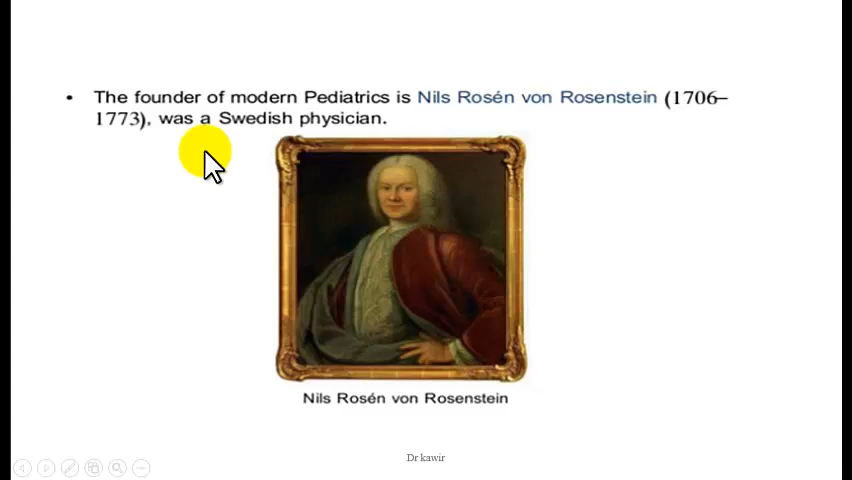 • The founder of modern Pediatrics is Nils Rosén von Rosenstein (1706–
1773), was a Swedish physician.
Nils Rosén von Rosenstein
Dr kawir